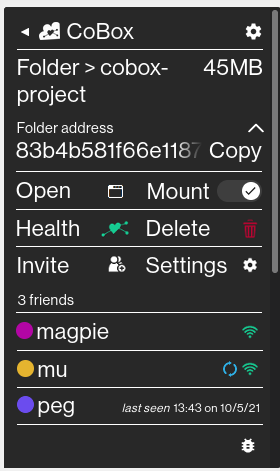 CoBox
Folder > cobox- 45MB
project
Folder address
83b4b581f66e1187 Copy
Open Mount
Health Delete
Invite Settings
3 friends
magpie
mu
peg last seen 13:43 on 10/5/21